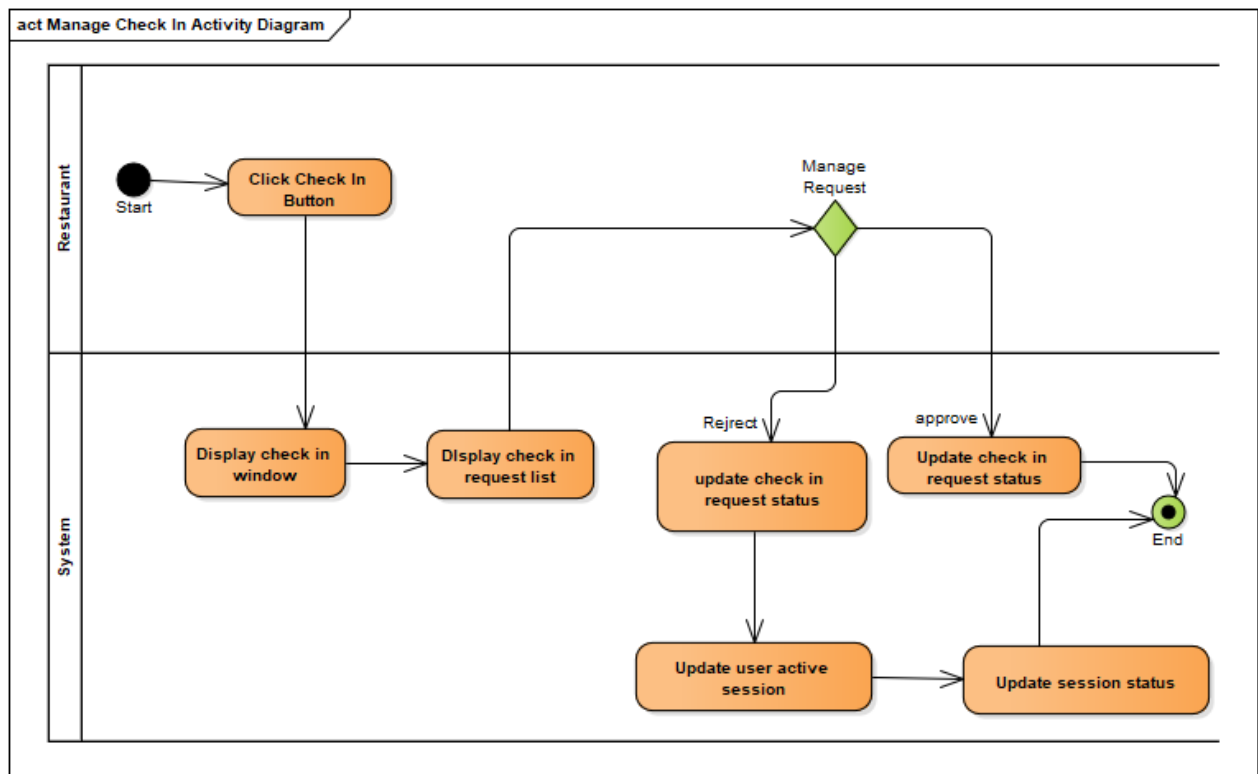 act Manage Check In Activity Diagram
Restaurant
Start
Click Check In
Button
Manage
Request
System
Display check in
window
DIsplay check in
request list
Rejrect
update check in
request status
approve
Update check in
request status
End
Update user active
session
Update session status